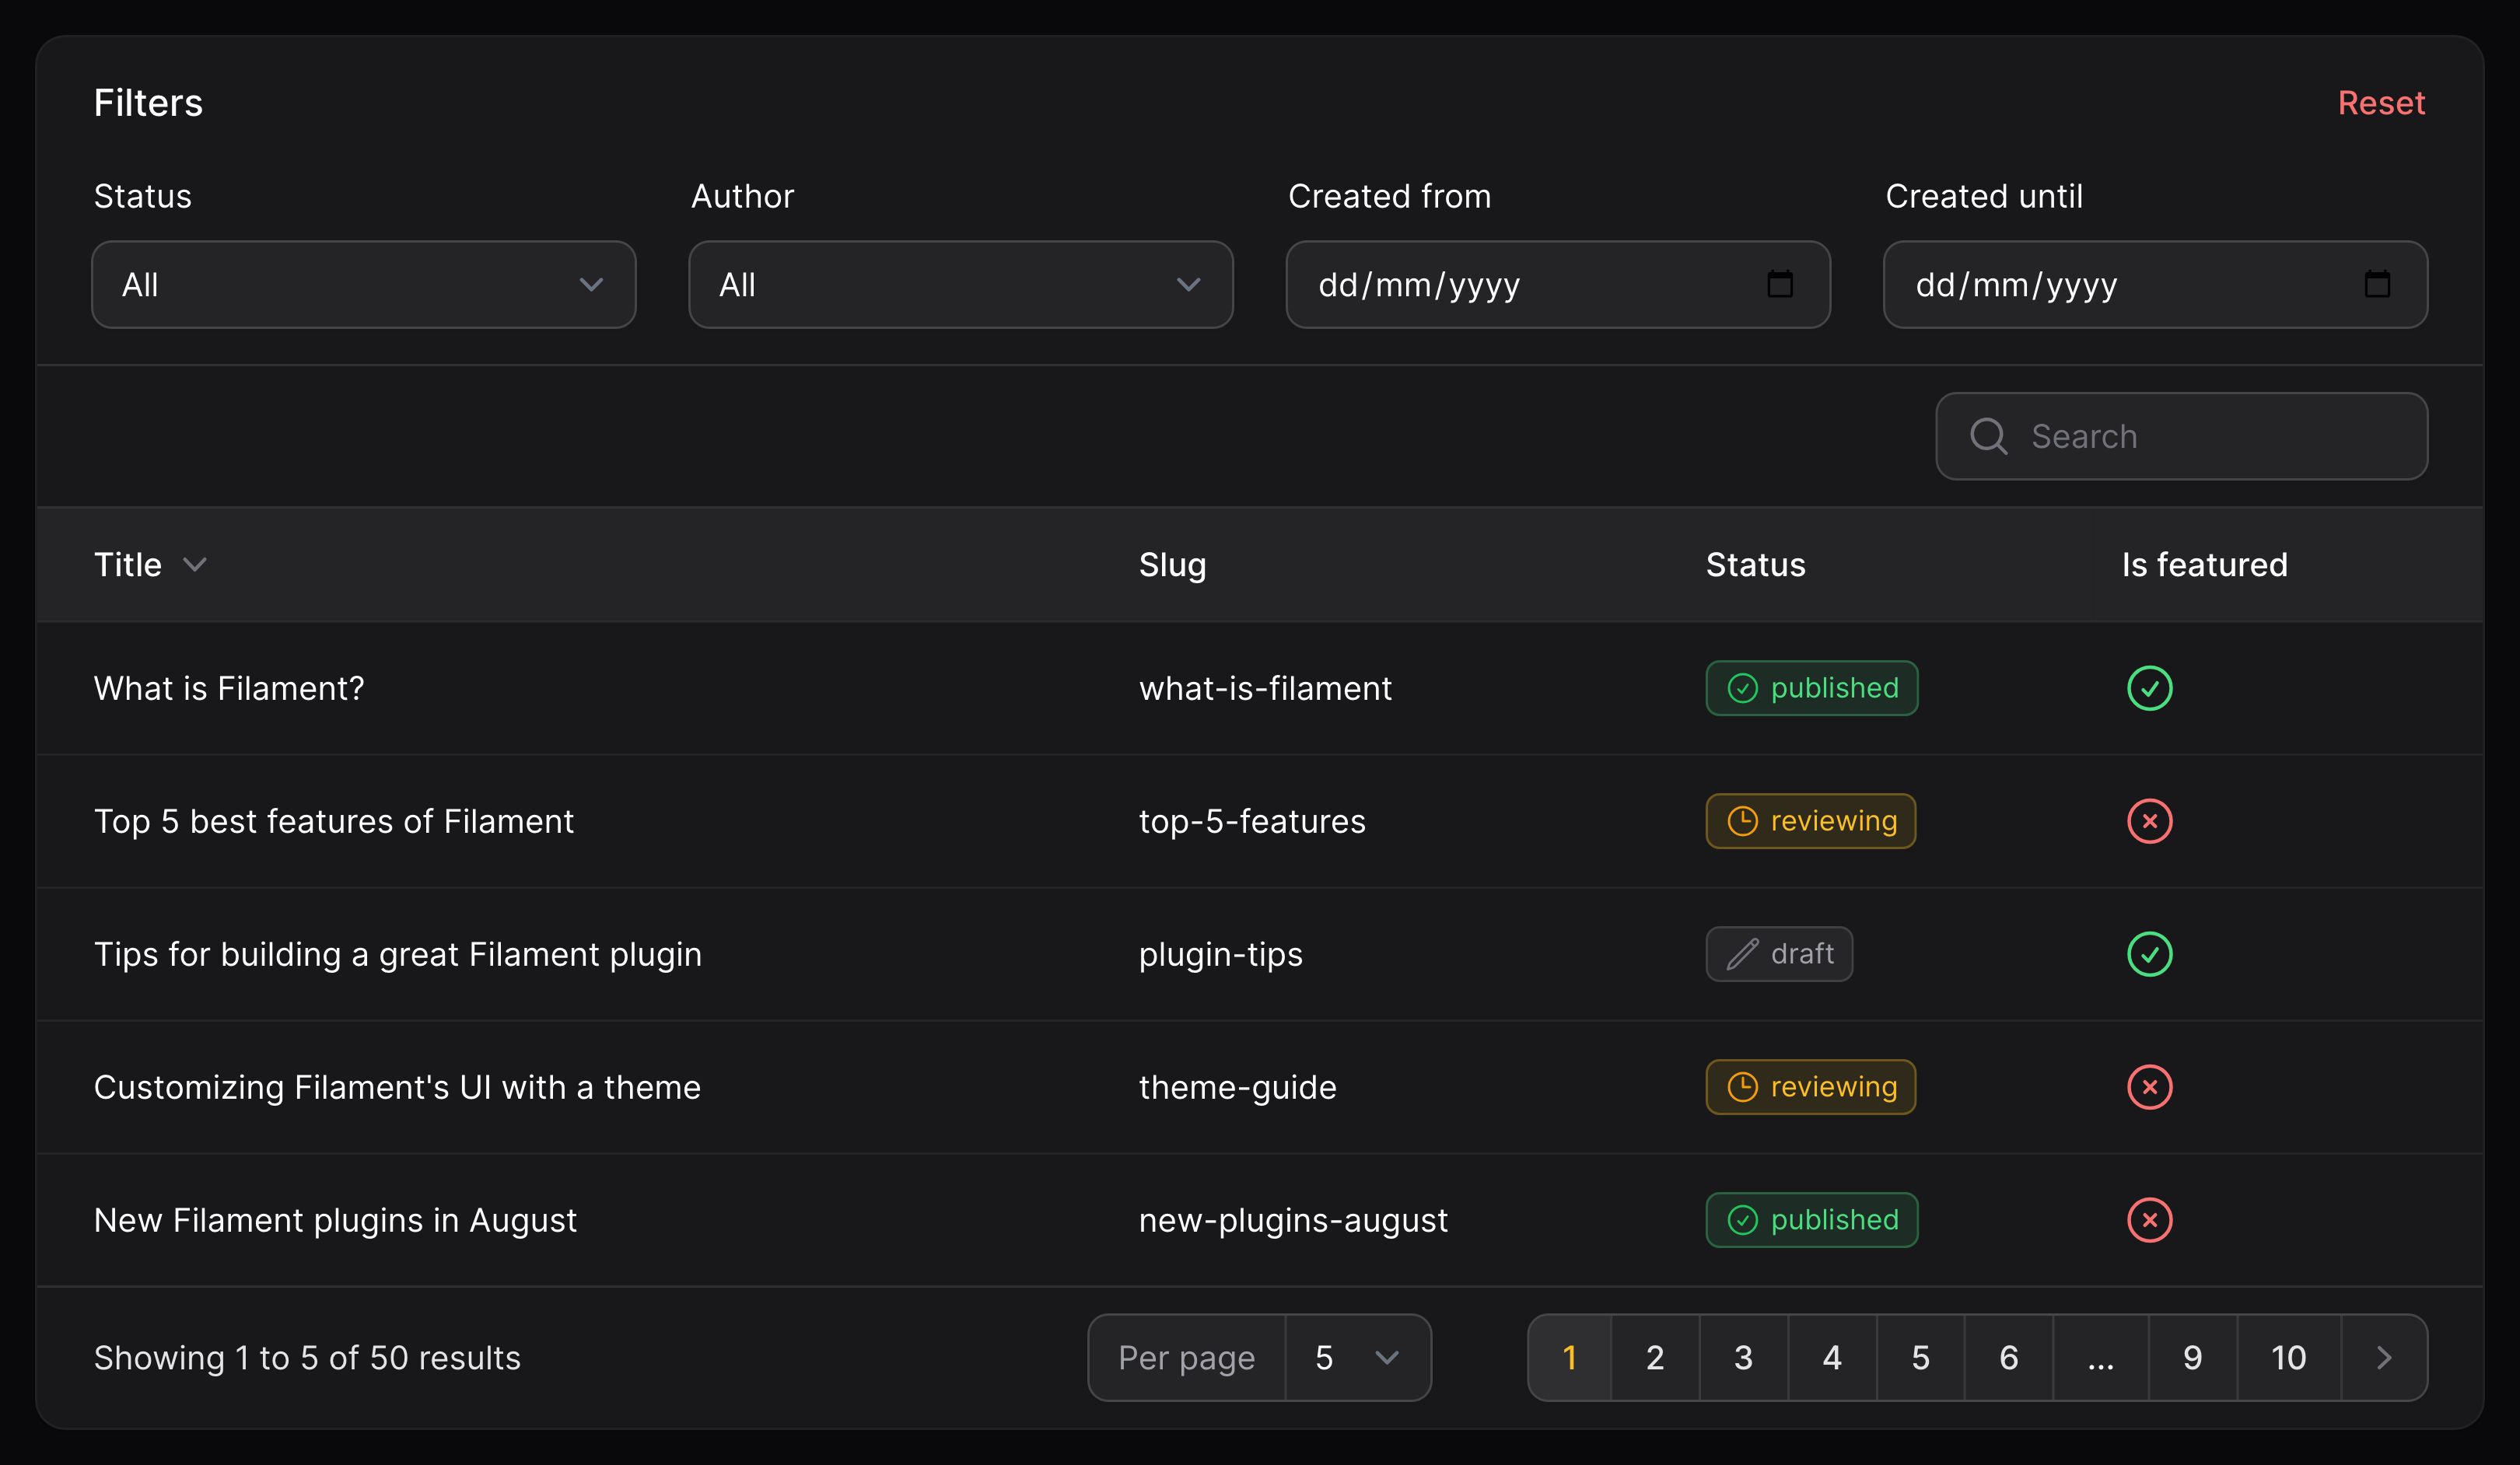 Filters Reset
Status Author Created from Created until
All All dd/mm/yyyy dd/mm/yyyy
Search
Title Slug Status Is featured
What is Filament? what-is-filament published
Top 5 best features of Filament top-5-features reviewing
Tips for building a great Filament plugin plugin-tips draft
Customizing Filament's UI with a theme theme-guide reviewing
New Filament plugins in August new-plugins-august published
Showing 1 to 5 of 50 results Per page 5 1 2 3 4 5 6 ... 9 10